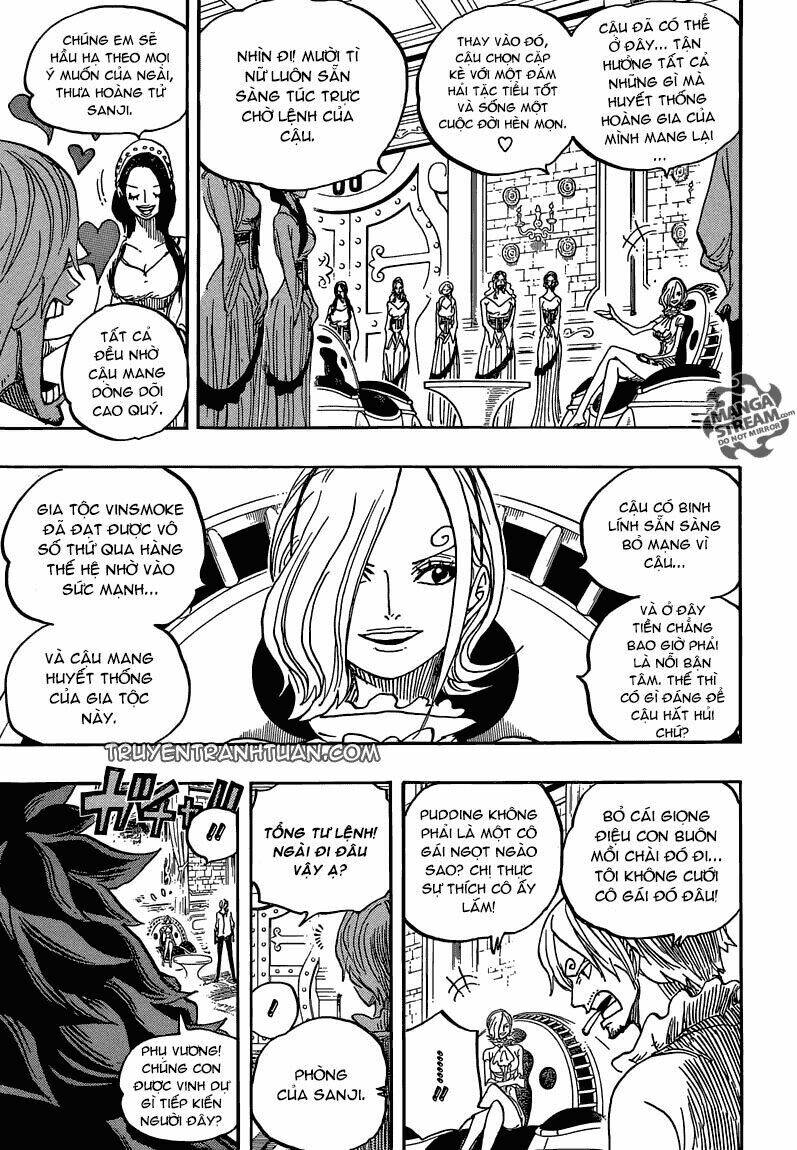 CÂU ĐÃ CÓ THỂ
Ở ĐÂY... TẬN
HƯỞNG TẤT CẢ
NHỮNG GÌ MÀ
HUYẾT THỐNG
HOÀNG GIA CỦA
MÌNH MANG LẠI
...
THAY VÀO ĐÓ,
CẬU CHỌN CẶP
KÈ VỚI MỘT ĐÁM
HẢI TẶC TIỂU TỐT
VÀ SỐNG MỘT
CUỘC ĐỜI HÈN MỌN.
♥
NHÌN ĐI! MƯỜI TÌ
NỮ LUÔN SẴN
SÀNG TÚC TRỰC
CHỜ LỆNH CỦA
CẬU.
CHÚNG EM SẼ
HẦU HẠ THEO MỌI
Ý MUỐN CỦA NGÀI,
THƯA HOÀNG TỬ
SANJI.
TẤT CẢ
ĐỀU NHỜ
CẬU MANG
DÒNG DÕI
CAO QUÝ.
MANGA
STREAM.com
DO NOT MIRROR!
CẬU CÓ BINH
LÍNH SẴN SÀNG
BỎ MẠNG VÌ
CẬU...
VÀ Ở ĐÂY
TIỀN CHẲNG
BAO GIỜ PHẢI
LÀ NỖI BẬN
TÂM. THẾ THÌ
CÓ GÌ ĐÁNG ĐỂ
CẬU HẤT HỦI
CHỨ?
GIA TỘC VINSMOKE
ĐÃ ĐẠT ĐƯỢC VÔ
SỐ THỨ QUA HÀNG
THẾ HỆ NHỜ VÀO
SỨC MẠNH...
VÀ CẬU MANG
HUYẾT THỐNG
CỦA GIA TỘC
NÀY.
TRUYENTRANHTUAN.COM
BỎ CÁI GIỌNG
ĐIỆU CON BUÔN
MỒI CHÀI ĐÓ ĐI...
TÔI KHÔNG CƯỚI
CÔ GÁI ĐÓ ĐÂU!
PUDDING KHÔNG
PHẢI LÀ MỘT CÔ
GÁI NGỌT NGÀO
SAO? CHỊ THỰC
SỰ THÍCH CÔ ẤY
LẮM!
!!
TỔNG TƯ LỆNH!
NGÀI ĐI ĐÂU
VẬY Ạ?
!!
PHÒNG
CỦA SANJI.
ガチャ
!!
PHỤ VƯƠNG!
CHÚNG CON
ĐƯỢC VINH DỰ
GÌ TIẾP KIẾN
NGƯỜI ĐÂY?